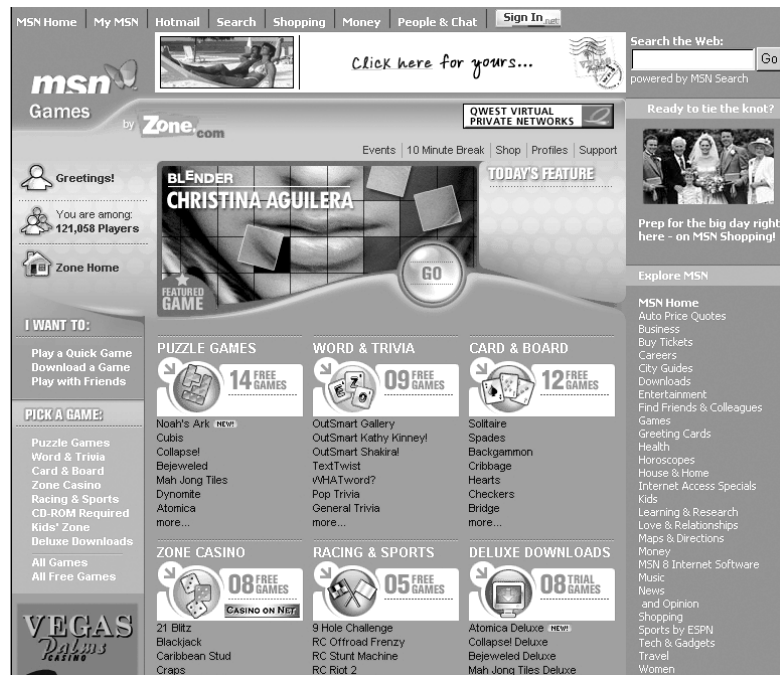 MSN Home My MSN Hotmail Search Shopping Money People & Chat Sign In .net
msn
Games
by Zone.com
Click here for yours...
Search the Web:
Go
powered by MSN Search
QWEST VIRTUAL
PRIVATE NETWORKS
Events 10 Minute Break Shop Profiles Support
Greetings!
You are among:
121,058 Players
Zone Home
BLENDER
CHRISTINA AGUILERA
FEATURED
GAME
GO
TODAY'S FEATURE
Ready to tie the knot?
Prep for the big day right
here - on MSN Shopping!
I WANT TO:
Play a Quick Game
Download a Game
Play with Friends
PICK A GAME:
Puzzle Games
Word & Trivia
Card & Board
Zone Casino
Racing & Sports
CD-ROM Required
Kids' Zone
Deluxe Downloads
All Games
All Free Games
VEGAS
Palms
CASINO
PUZZLE GAMES
14 FREE
GAMES
Noah's Ark NEW!
Cubis
Collapse!
Bejeweled
Mah Jong Tiles
Dynomite
Atomica
more...
WORD & TRIVIA
09 FREE
GAMES
OutSmart Gallery
OutSmart Kathy Kinney!
OutSmart Shakira!
TextTwist
WHATword?
Pop Trivia
General Trivia
more...
CARD & BOARD
12 FREE
GAMES
Solitaire
Spades
Backgammon
Cribbage
Hearts
Checkers
Bridge
more...
ZONE CASINO
08 FREE
GAMES
CASINO ON NET
21 Blitz
Blackjack
Caribbean Stud
Craps
RACING & SPORTS
05 FREE
GAMES
9 Hole Challenge
RC Offroad Frenzy
RC Stunt Machine
RC Riot 2
DELUXE DOWNLOADS
08 TRIAL
GAMES
Atomica Deluxe NEW!
Collapse! Deluxe
Bejeweled Deluxe
Mah Jong Tiles Deluxe
Explore MSN
MSN Home
Auto Price Quotes
Business
Buy Tickets
Careers
City Guides
Downloads
Entertainment
Find Friends & Colleagues
Games
Greeting Cards
Health
Horoscopes
House & Home
Internet Access Specials
Kids
Learning & Research
Love & Relationships
Maps & Directions
Money
MSN 8 Internet Software
Music
News
and Opinion
Shopping
Sports by ESPN
Tech & Gadgets
Travel
Women